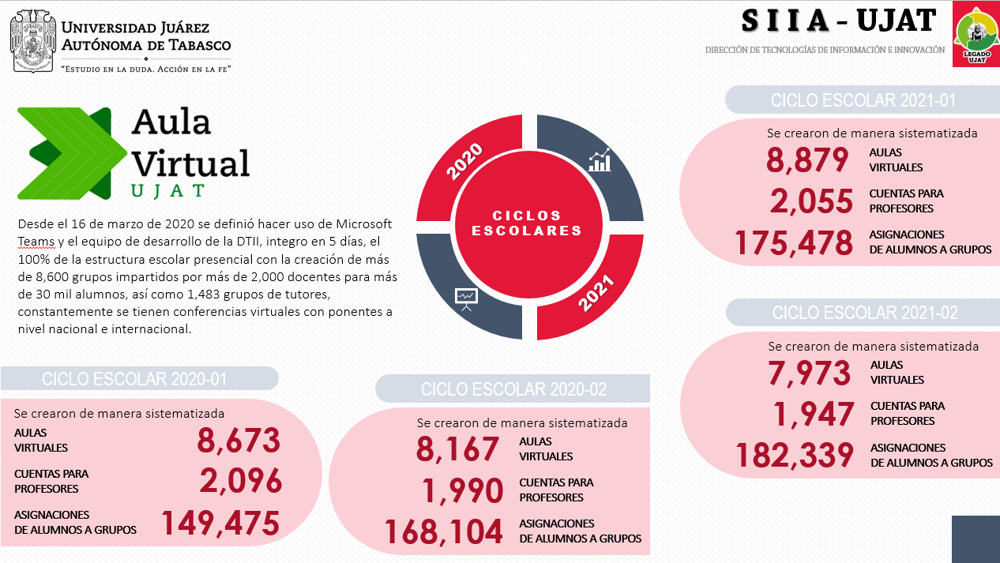 UNIVERSIDAD JUÁREZ
AUTÓNOMA DE TABASCO
“ESTUDIO EN LA DUDA. ACCIÓN EN LA FE”
SIIA - UJAT
DIRECCIÓN DE TECNOLOGÍAS DE INFORMACIÓN E INNOVACIÓN
LEGADO
UJAT
Aula
Virtual
UJAT
Desde el 16 de marzo de 2020 se definió hacer uso de Microsoft
Teams y el equipo de desarrollo de la DTII, integro en 5 días, el
100% de la estructura escolar presencial con la creación de más
de 8,600 grupos impartidos por más de 2,000 docentes para más
de 30 mil alumnos, así como 1,483 grupos de tutores,
constantemente se tienen conferencias virtuales con ponentes a
nivel nacional e internacional.
2020
CICLOS
ESCOLARES
2021
CICLO ESCOLAR 2020-01
Se crearon de manera sistematizada
AULAS
VIRTUALES
8,673
CUENTAS PARA
PROFESORES
2,096
ASIGNACIONES
DE ALUMNOS A GRUPOS
149,475
CICLO ESCOLAR 2020-02
Se crearon de manera sistematizada
8,167
AULAS
VIRTUALES
1,990
CUENTAS PARA
PROFESORES
168,104
ASIGNACIONES
DE ALUMNOS A GRUPOS
CICLO ESCOLAR 2021-01
Se crearon de manera sistematizada
8,879
AULAS
VIRTUALES
2,055
CUENTAS PARA
PROFESORES
175,478
ASIGNACIONES
DE ALUMNOS A GRUPOS
CICLO ESCOLAR 2021-02
Se crearon de manera sistematizada
7,973
AULAS
VIRTUALES
1,947
CUENTAS PARA
PROFESORES
182,339
ASIGNACIONES
DE ALUMNOS A GRUPOS